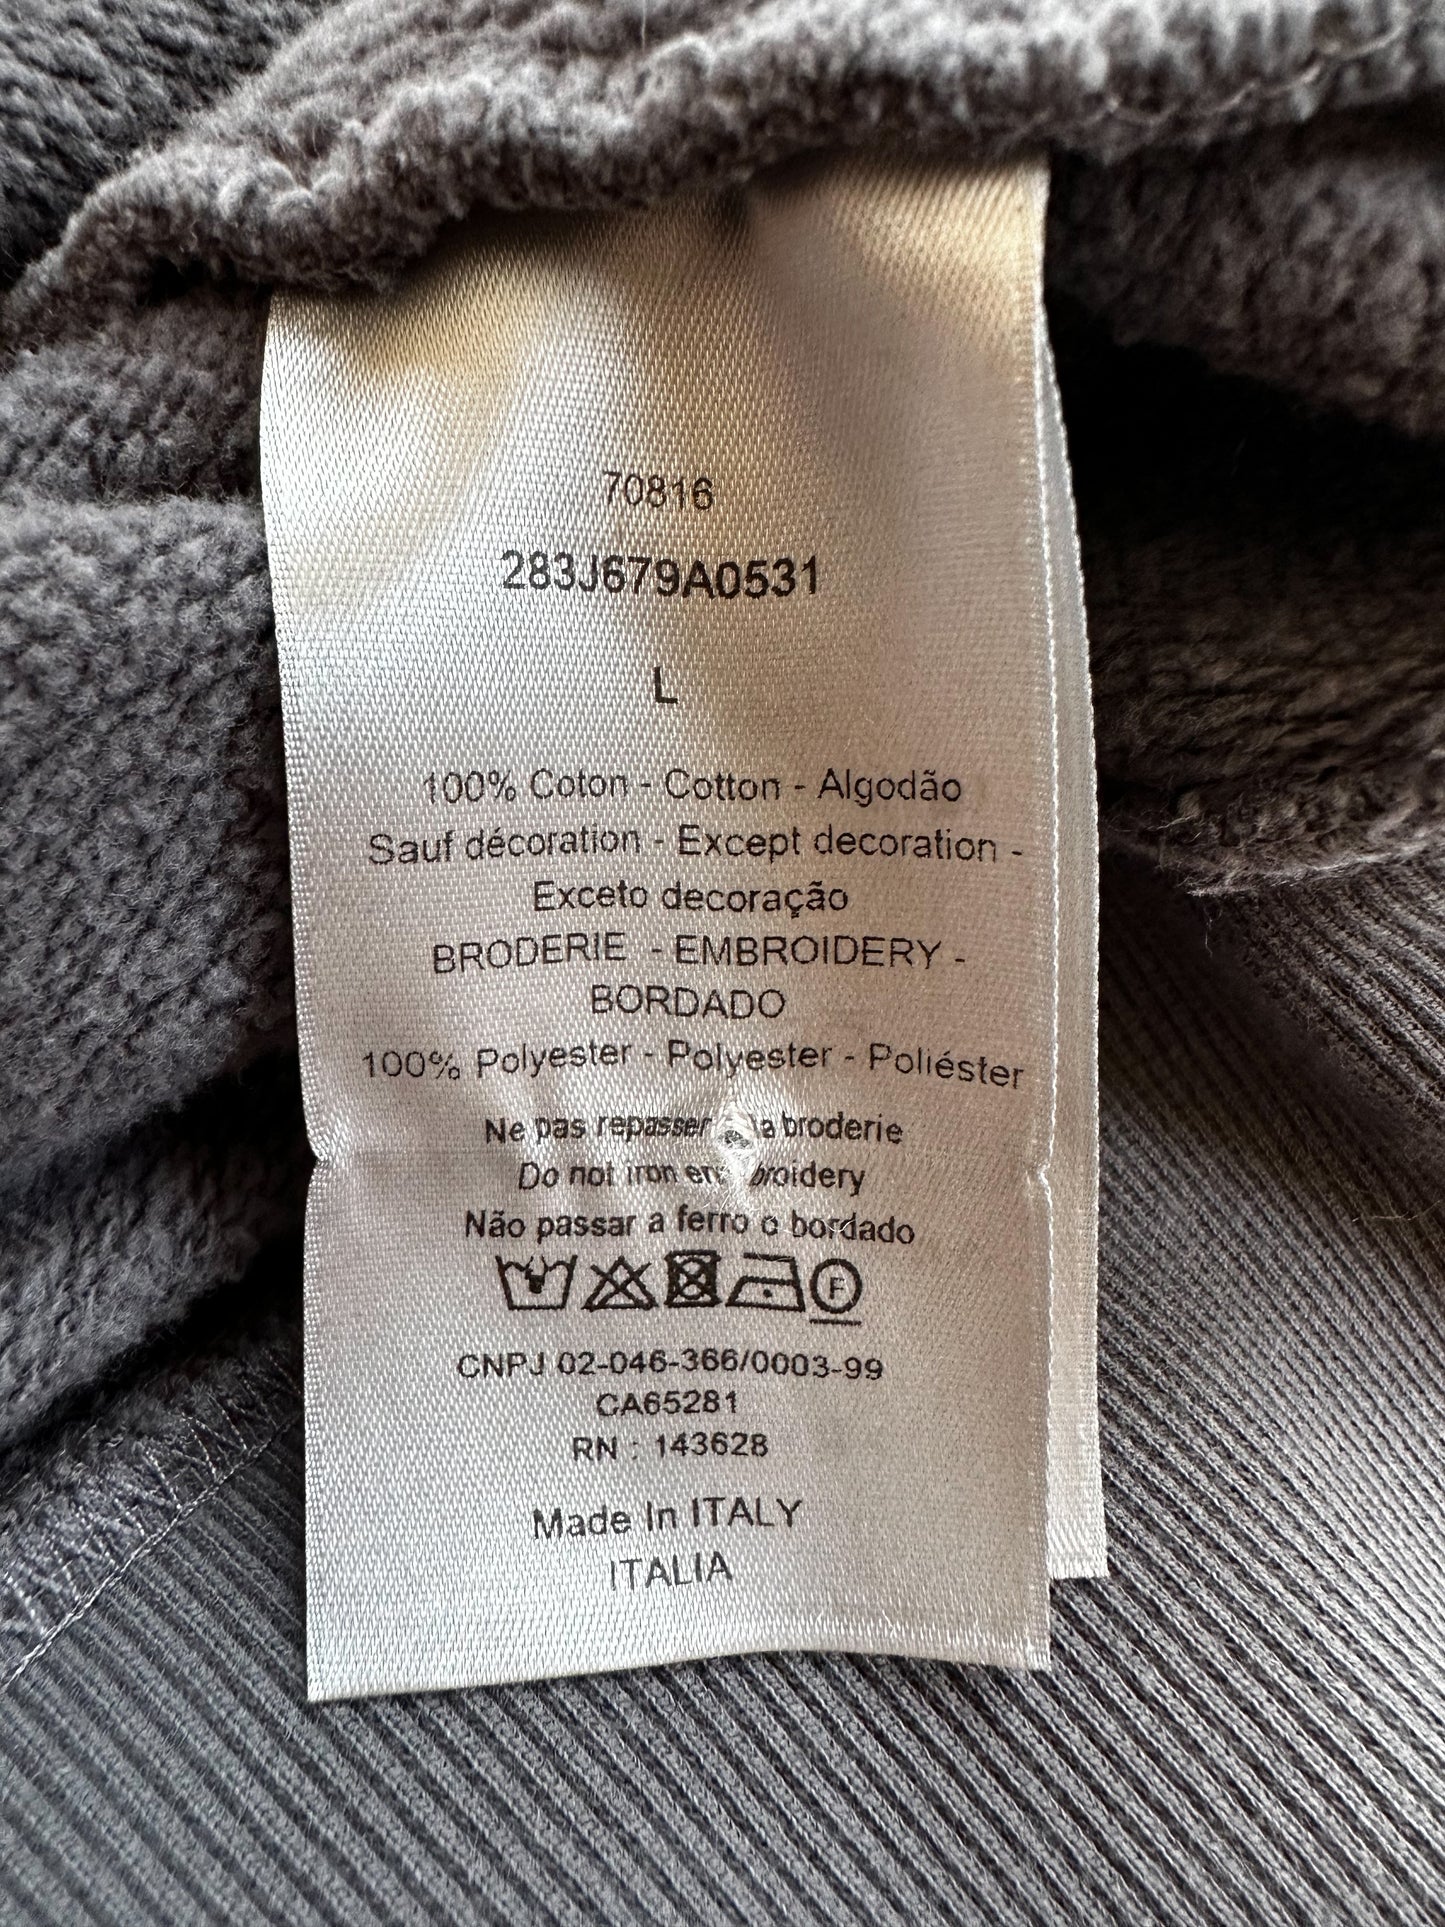 70816
283J679A0531
L
100% Coton - Cotton - Algodão
Sauf décoration - Except decoration -
Exceto decoração
BRODERIE - EMBROIDERY -
BORDADO
100% Polyester - Polyester - Poliéster
Ne pas repasser broderie
Do not iron embroidery
Não passar a ferro o bordado
F
CNPJ 02-046-366/0003-99
CA65281
RN : 143628
Made In ITALY
ITALIA